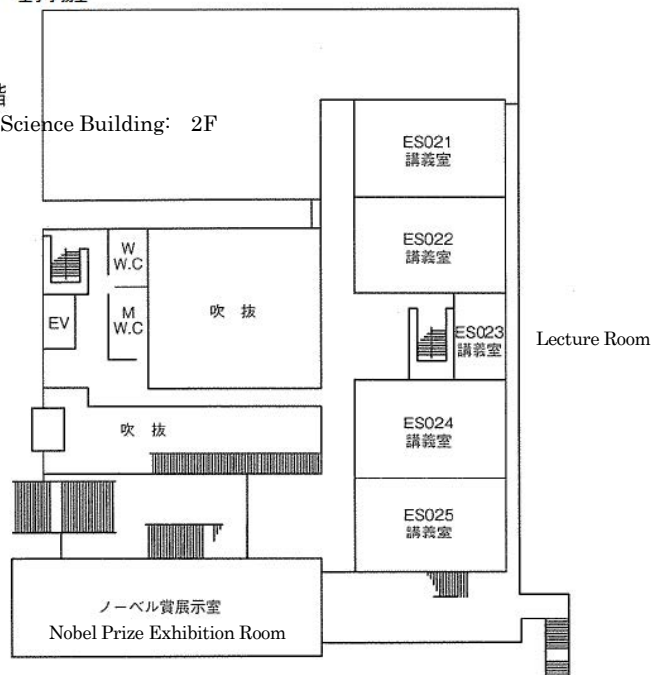 階
Science Building: 2F
ES021
講義室
ES022
講義室
W
W.C
M
W.C
吹 抜
EV
ES023
講義室
Lecture Room
ES024
講義室
吹 抜
ES025
講義室
ノーベル賞展示室
Nobel Prize Exhibition Room